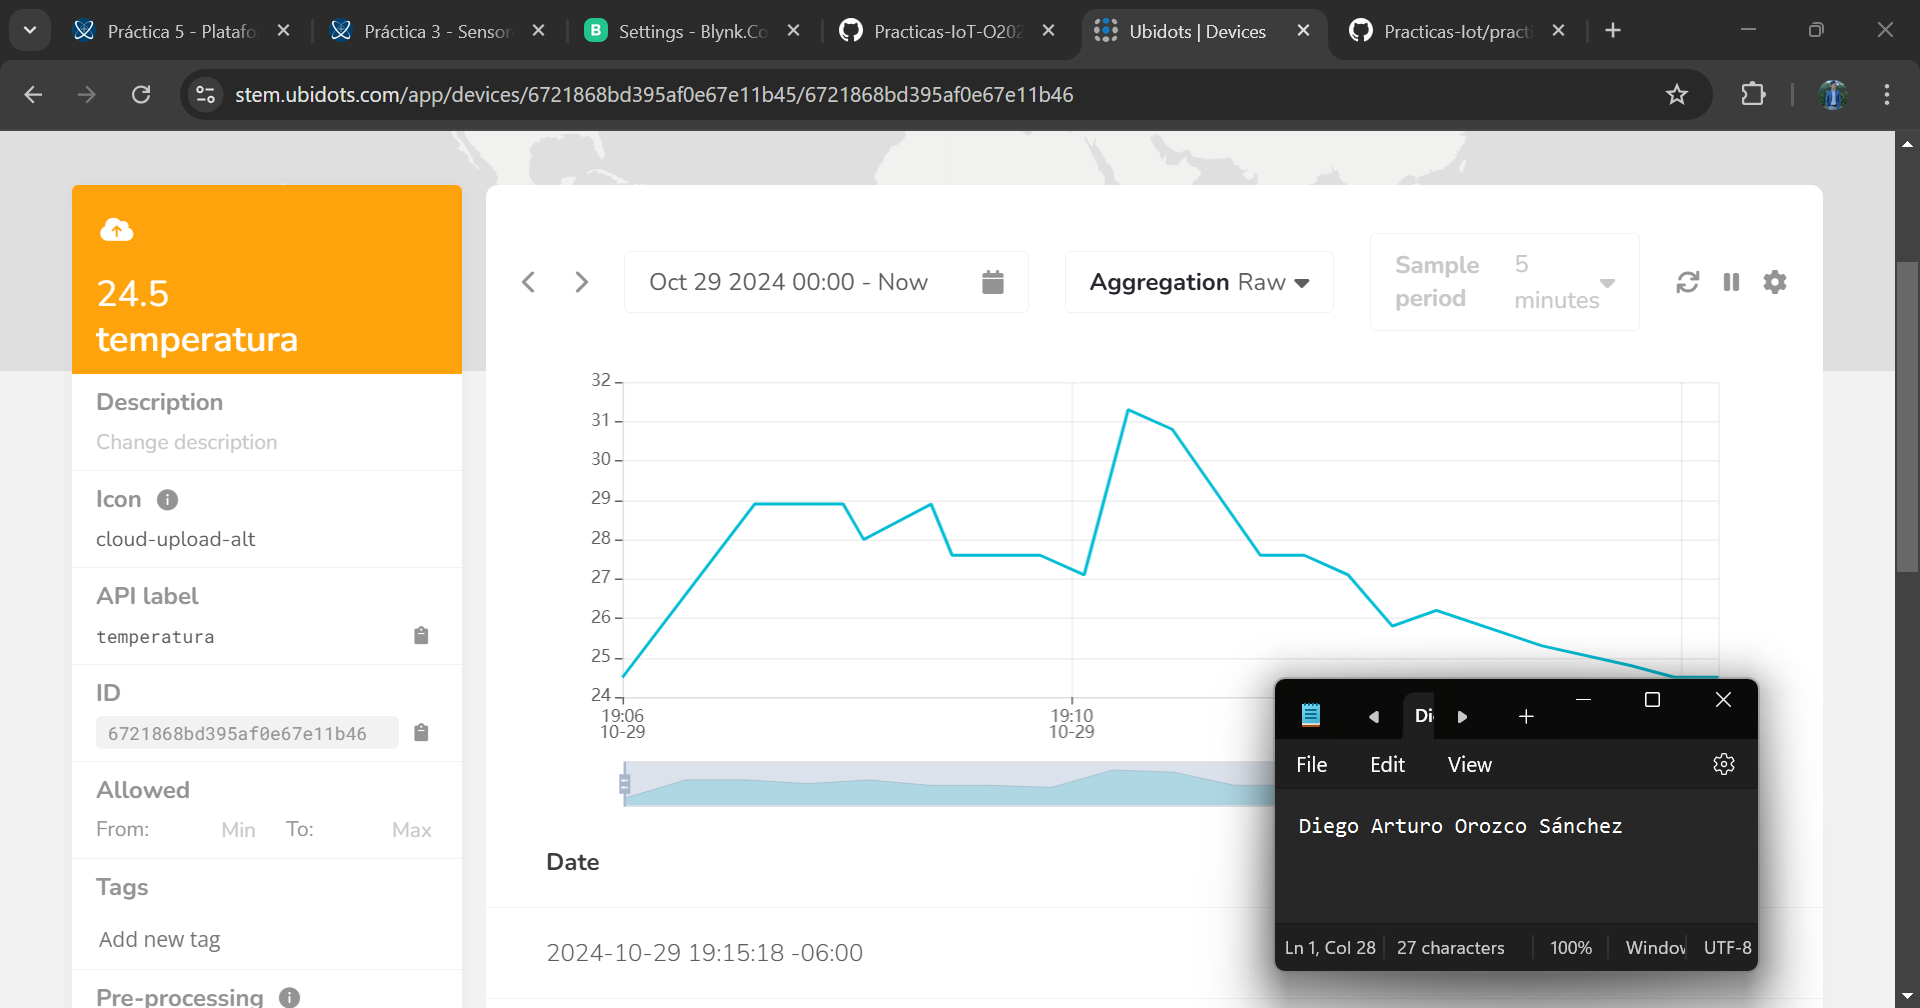 Práctica 5 - Platafo
Práctica 3 - Sensor
Settings - Blynk.Co
Practicas-IoT-O202
Ubidots | Devices
Practicas-Iot/practi
stem.ubidots.com/app/devices/6721868bd395af0e67e11b45/6721868bd395af0e67e11b46
24.5
temperatura
Description
Change description
Icon
cloud-upload-alt
API label
temperatura
ID
6721868bd395af0e67e11b46
Allowed
From: Min To: Max
Tags
Add new tag
Pre-processing
Oct 29 2024 00:00 - Now
Aggregation Raw
Sample period
5 minutes
32
31
30
29
28
27
26
25
24
19:06
10-29
19:10
10-29
Date
2024-10-29 19:15:18 -06:00
Di
File Edit View
Diego Arturo Orozco Sánchez
Ln 1, Col 28 27 characters 100% Window UTF-8